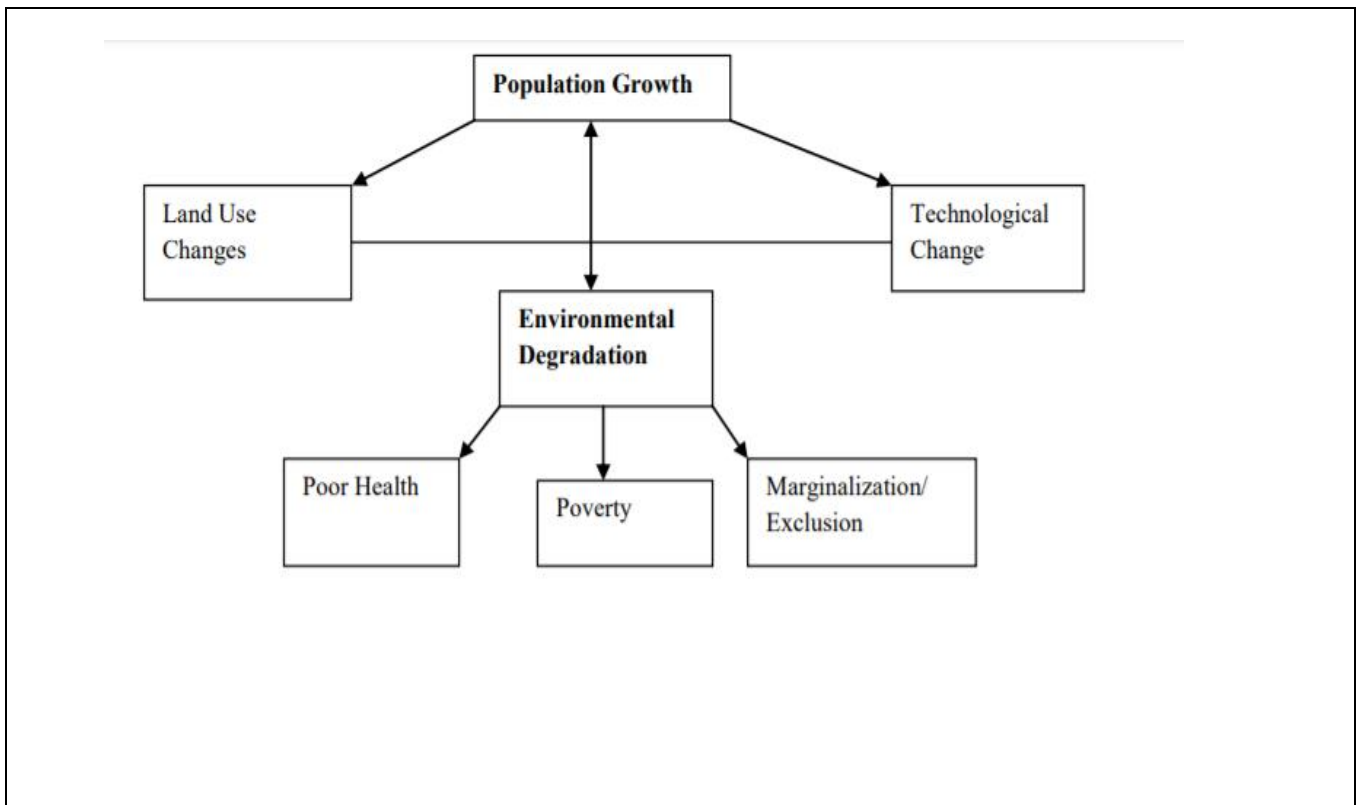 Population Growth
Land Use
Changes
Technological
Change
Environmental
Degradation
Poor Health
Poverty
Marginalization/
Exclusion